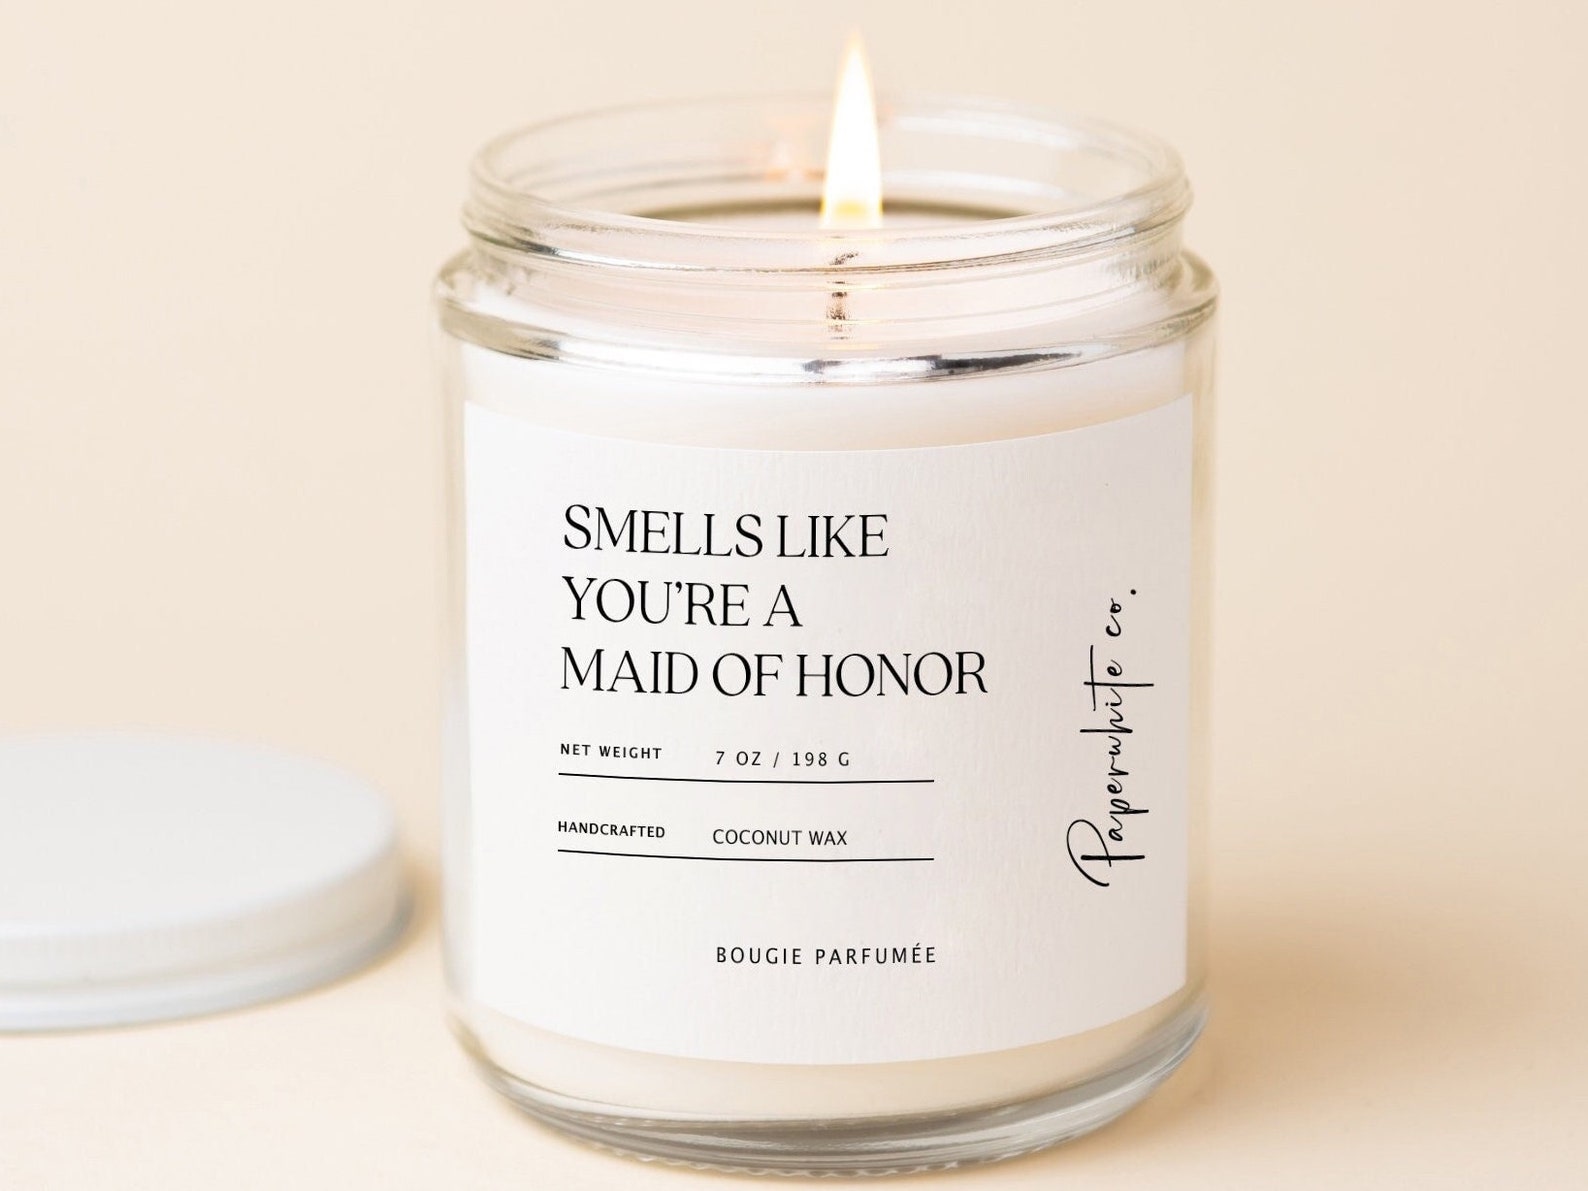 SMELLS LIKE
YOU'RE A
MAID OF HONOR
NET WEIGHT 7 OZ / 198 G
HANDCRAFTED COCONUT WAX
BOUGIE PARFUMÉE
Paperwhite co.